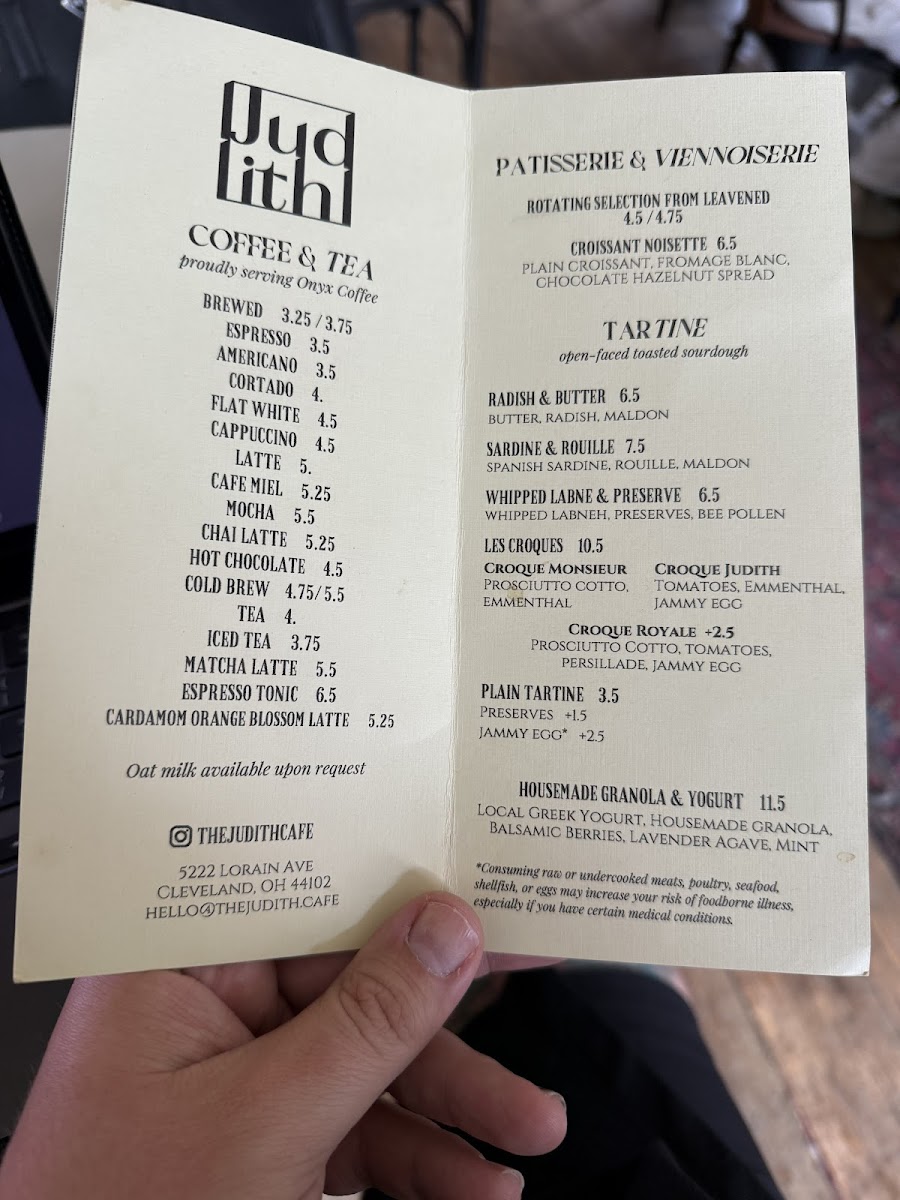 Jud
ith
COFFEE & TEA
proudly serving Onyx Coffee
BREWED 3.25 / 3.75
ESPRESSO 3.5
AMERICANO 3.5
CORTADO 4.
FLAT WHITE 4.5
CAPPUCCINO 4.5
LATTE 5.
CAFE MIEL 5.25
MOCHA 5.5
CHAI LATTE 5.25
HOT CHOCOLATE 4.5
COLD BREW 4.75/5.5
TEA 4.
ICED TEA 3.75
MATCHA LATTE 5.5
ESPRESSO TONIC 6.5
CARDAMOM ORANGE BLOSSOM LATTE 5.25
Oat milk available upon request
THEJUDITHCAFE
5222 LORAIN AVE
CLEVELAND, OH 44102
HELLO@THEJUDITH.CAFE
PATISSERIE & VIENNOISERIE
ROTATING SELECTION FROM LEAVENED
4.5 / 4.75
CROISSANT NOISETTE 6.5
PLAIN CROISSANT, FROMAGE BLANC,
CHOCOLATE HAZELNUT SPREAD
TARTINE
open-faced toasted sourdough
RADISH & BUTTER 6.5
BUTTER, RADISH, MALDON
SARDINE & ROUILLE 7.5
SPANISH SARDINE, ROUILLE, MALDON
WHIPPED LABNE & PRESERVE 6.5
WHIPPED LABNEH, PRESERVES, BEE POLLEN
LES CROQUES 10.5
CROQUE MONSIEUR
PROSCIUTTO COTTO,
EMMENTHAL
CROQUE JUDITH
TOMATOES, EMMENTHAL,
JAMMY EGG
CROQUE ROYALE +2.5
PROSCIUTTO COTTO, TOMATOES,
PERSILLADE, JAMMY EGG
PLAIN TARTINE 3.5
PRESERVES +1.5
JAMMY EGG* +2.5
HOUSEMADE GRANOLA & YOGURT 11.5
LOCAL GREEK YOGURT, HOUSEMADE GRANOLA,
BALSAMIC BERRIES, LAVENDER AGAVE, MINT
*Consuming raw or undercooked meats, poultry, seafood,
shellfish, or eggs may increase your risk of foodborne illness,
especially if you have certain medical conditions.